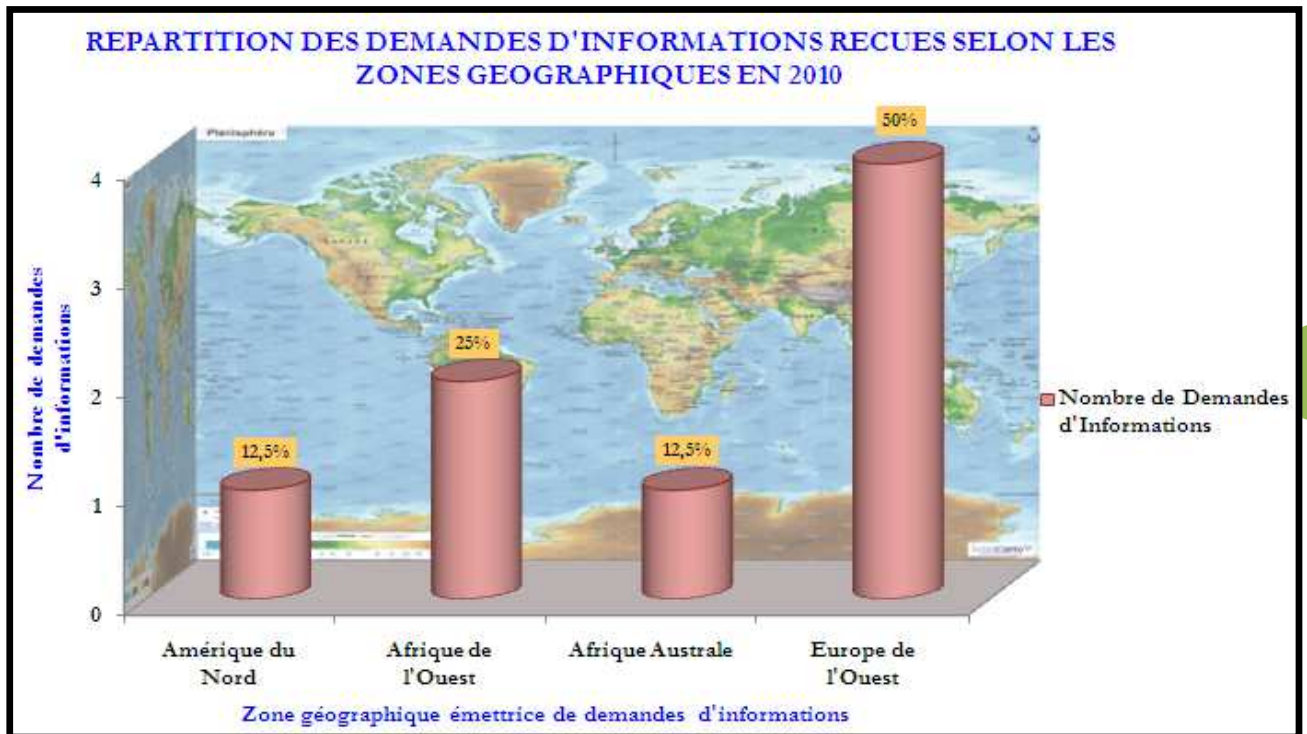 REPARTITION DES DEMANDES D'INFORMATIONS RECUES SELON LES
ZONES GEOGRAPHIQUES EN 2010
Planisphère
50%
25%
12,5%
12,5%
4
3
2
1
0
Nombre de demandes
d'informations
Nombre de Demandes
d'Informations
Amérique du
Nord
Afrique de
l'Ouest
Afrique Australe
Europe de
l'Ouest
Zone géographique émettrice de demandes d'informations